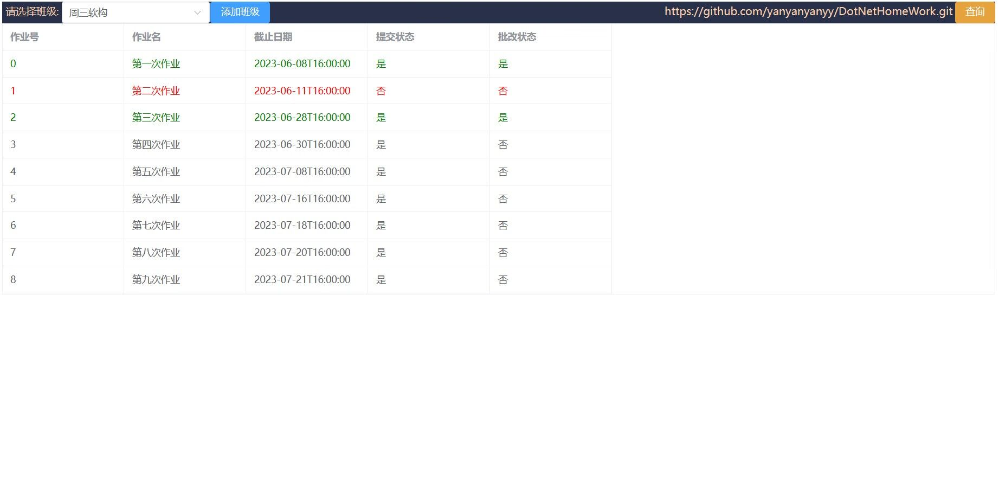 请选择班级: 周三软构 添加班级 https://github.com/yanyanyanyy/DotNetHomeWork.git 查询
作业号 作业名 截止日期 提交状态 批改状态
0 第一次作业 2023-06-08T16:00:00 是 是
1 第二次作业 2023-06-11T16:00:00 否 否
2 第三次作业 2023-06-28T16:00:00 是 是
3 第四次作业 2023-06-30T16:00:00 是 否
4 第五次作业 2023-07-08T16:00:00 是 否
5 第六次作业 2023-07-16T16:00:00 是 否
6 第七次作业 2023-07-18T16:00:00 是 否
7 第八次作业 2023-07-20T16:00:00 是 否
8 第九次作业 2023-07-21T16:00:00 是 否